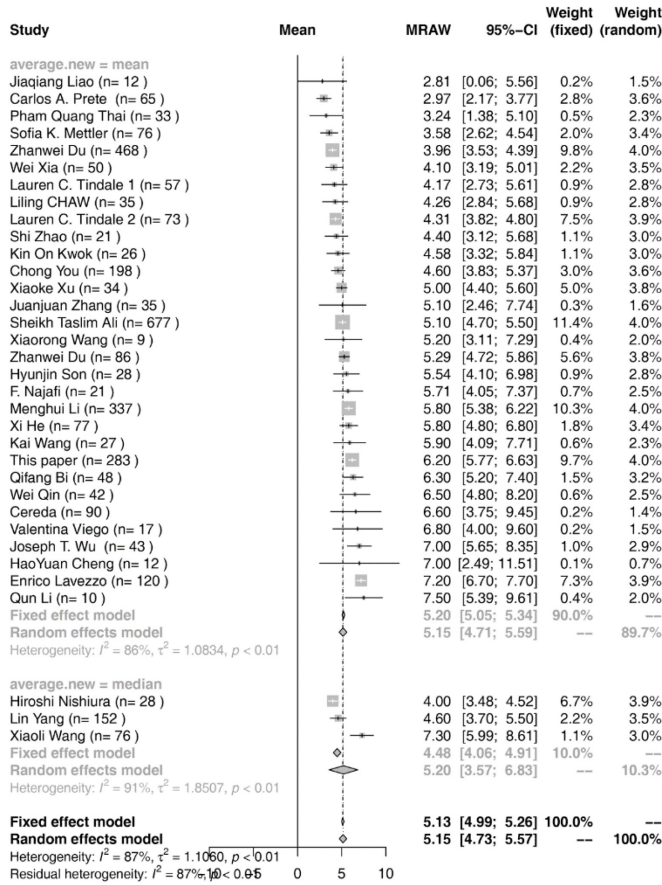 Study Mean MRAW 95%−CI Weight (fixed) Weight (random)
average.new = mean
Jiaqiang Liao (n= 12 ) 2.81 [0.06; 5.56] 0.2% 1.5%
Carlos A. Prete (n= 65 ) 2.97 [2.17; 3.77] 2.8% 3.6%
Pham Quang Thai (n= 33 ) 3.24 [1.38; 5.10] 0.5% 2.3%
Sofia K. Mettler (n= 76 ) 3.58 [2.62; 4.54] 2.0% 3.4%
Zhanwei Du (n= 468 ) 3.96 [3.53; 4.39] 9.8% 4.0%
Wei Xia (n= 50 ) 4.10 [3.19; 5.01] 2.2% 3.5%
Lauren C. Tindale 1 (n= 57 ) 4.17 [2.73; 5.61] 0.9% 2.8%
Liling CHAW (n= 35 ) 4.26 [2.84; 5.68] 0.9% 2.8%
Lauren C. Tindale 2 (n= 73 ) 4.31 [3.82; 4.80] 7.5% 3.9%
Shi Zhao (n= 21 ) 4.40 [3.12; 5.68] 1.1% 3.0%
Kin On Kwok (n= 26 ) 4.58 [3.32; 5.84] 1.1% 3.0%
Chong You (n= 198 ) 4.60 [3.83; 5.37] 3.0% 3.6%
Xiaoke Xu (n= 34 ) 5.00 [4.40; 5.60] 5.0% 3.8%
Juanjuan Zhang (n= 35 ) 5.10 [2.46; 7.74] 0.3% 1.6%
Sheikh Taslim Ali (n= 677 ) 5.10 [4.70; 5.50] 11.4% 4.0%
Xiaorong Wang (n= 9 ) 5.20 [3.11; 7.29] 0.4% 2.0%
Zhanwei Du (n= 86 ) 5.29 [4.72; 5.86] 5.6% 3.8%
Hyunjin Son (n= 28 ) 5.54 [4.10; 6.98] 0.9% 2.8%
F. Najafi (n= 21 ) 5.71 [4.05; 7.37] 0.7% 2.5%
Menghui Li (n= 337 ) 5.80 [5.38; 6.22] 10.3% 4.0%
Xi He (n= 77 ) 5.80 [4.80; 6.80] 1.8% 3.4%
Kai Wang (n= 27 ) 5.90 [4.09; 7.71] 0.6% 2.3%
This paper (n= 283 ) 6.20 [5.77; 6.63] 9.7% 4.0%
Qifang Bi (n= 48 ) 6.30 [5.20; 7.40] 1.5% 3.2%
Wei Qin (n= 42 ) 6.50 [4.80; 8.20] 0.6% 2.5%
Cereda (n= 90 ) 6.60 [3.75; 9.45] 0.2% 1.4%
Valentina Viego (n= 17 ) 6.80 [4.00; 9.60] 0.2% 1.5%
Joseph T. Wu (n= 43 ) 7.00 [5.65; 8.35] 1.0% 2.9%
HaoYuan Cheng (n= 12 ) 7.00 [2.49; 11.51] 0.1% 0.7%
Enrico Lavezzo (n= 120 ) 7.20 [6.70; 7.70] 7.3% 3.9%
Qun Li (n= 10 ) 7.50 [5.39; 9.61] 0.4% 2.0%
Fixed effect model 5.20 [5.05; 5.34] 90.0% −−
Random effects model 5.15 [4.71; 5.59] −− 89.7%
Heterogeneity: I² = 86%, τ² = 1.0834, p < 0.01
average.new = median
Hiroshi Nishiura (n= 28 ) 4.00 [3.48; 4.52] 6.7% 3.9%
Lin Yang (n= 152 ) 4.60 [3.70; 5.50] 2.2% 3.5%
Xiaoli Wang (n= 76 ) 7.30 [5.99; 8.61] 1.1% 3.0%
Fixed effect model 4.48 [4.06; 4.91] 10.0% −−
Random effects model 5.20 [3.57; 6.83] −− 10.3%
Heterogeneity: I² = 91%, τ² = 1.8507, p < 0.01
Fixed effect model 5.13 [4.99; 5.26] 100.0% −−
Random effects model 5.15 [4.73; 5.57] −− 100.0%
Heterogeneity: I² = 87%, τ² = 1.1060, p < 0.01
Residual heterogeneity: I² = 87%, p < 0.01
−10 −5 0 5 10